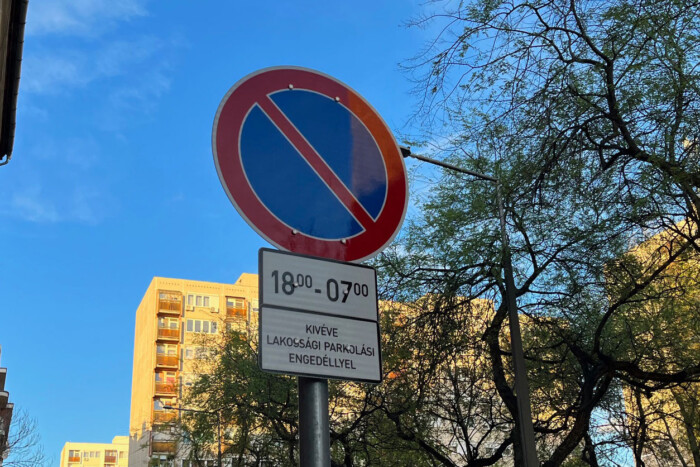 18⁰⁰-07⁰⁰
KIVÉVE
LAKOSSÁGI PARKOLÁSI
ENGEDÉLLYEL